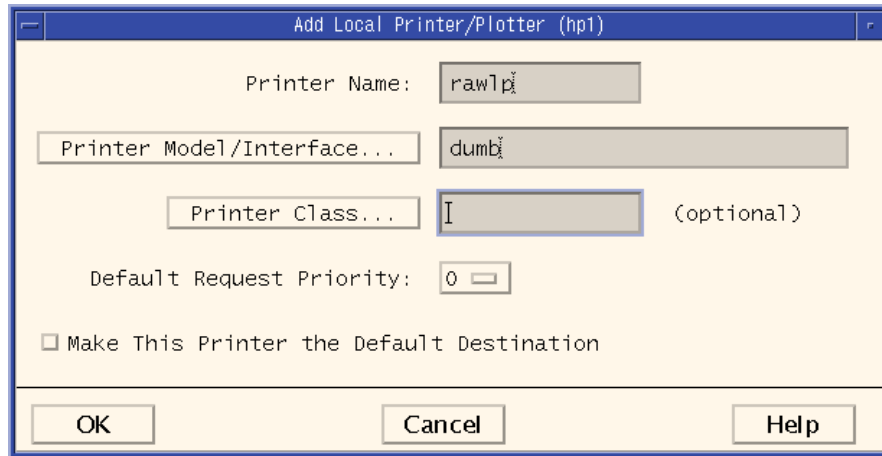 Add Local Printer/Plotter (hp1)
Printer Name: rawlp
Printer Model/Interface... dumb
Printer Class... (optional)
Default Request Priority: 0
Make This Printer the Default Destination
OK Cancel Help